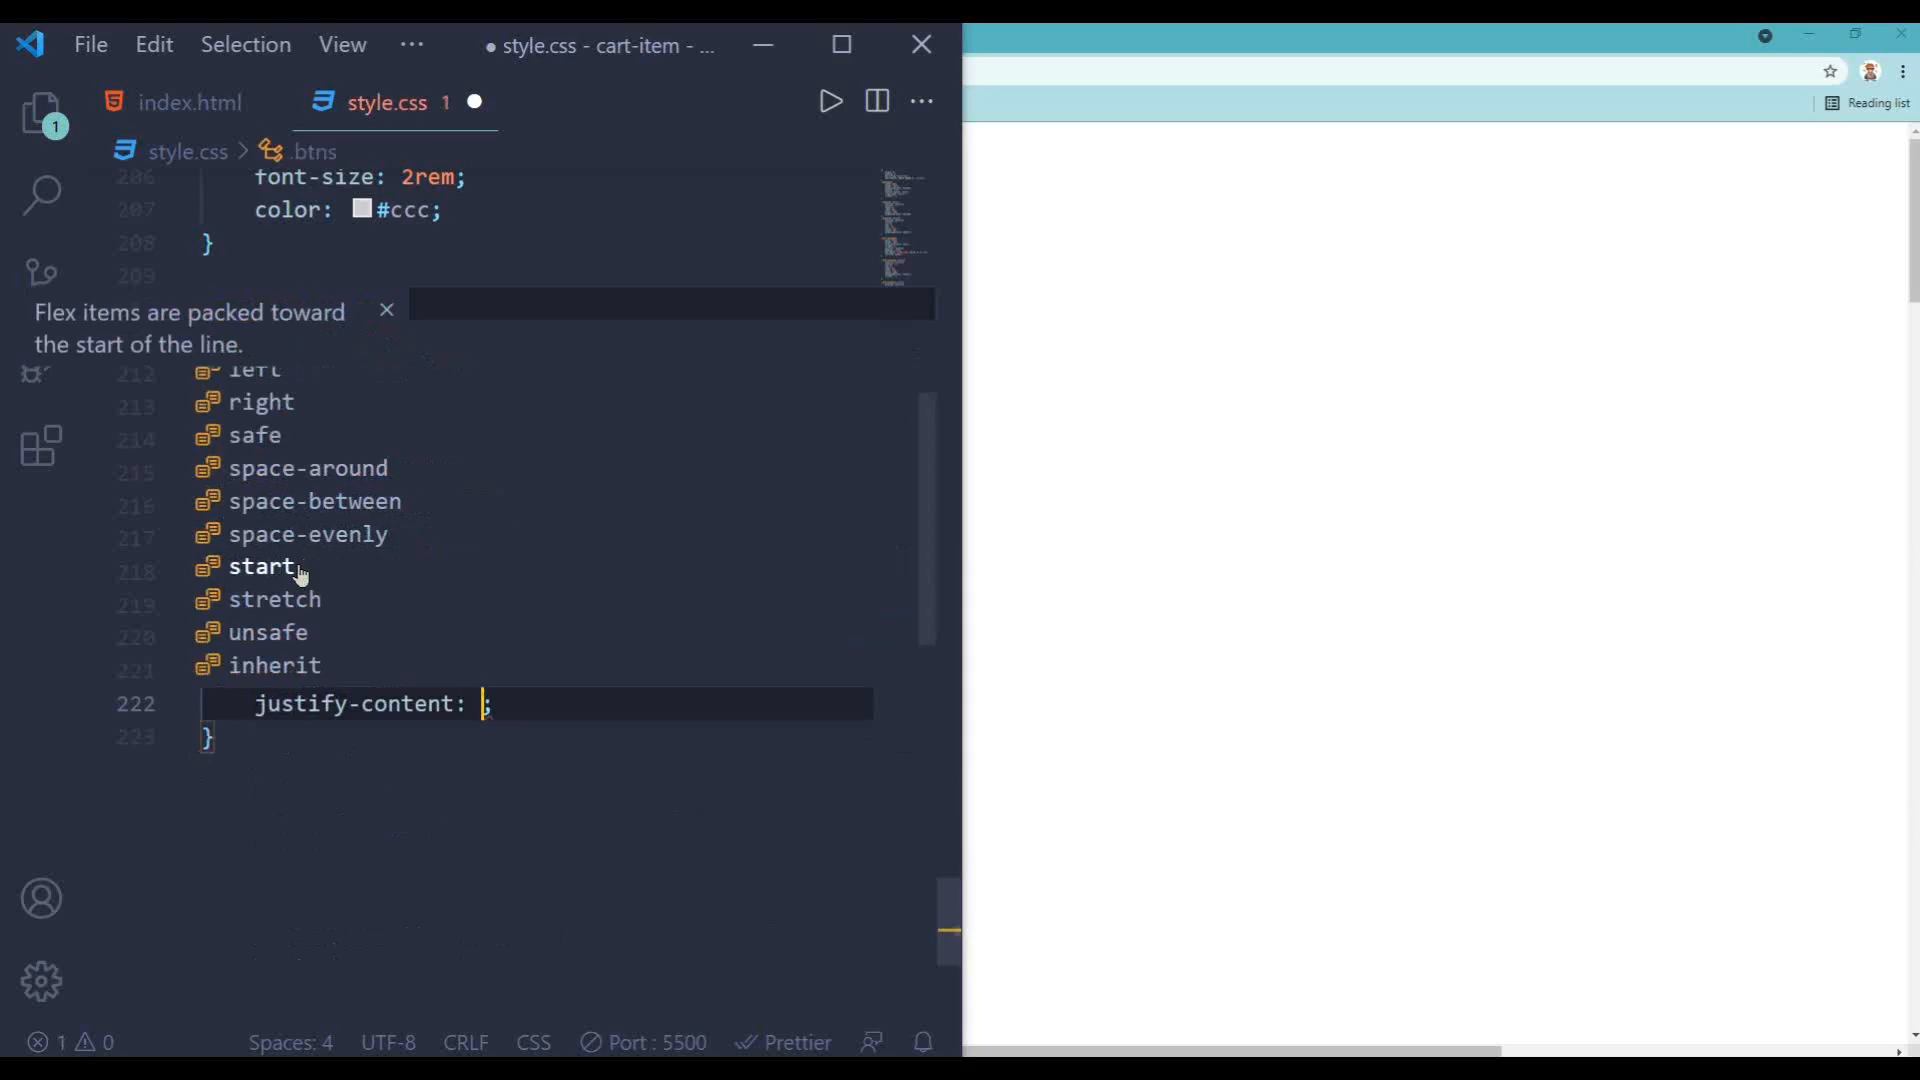 File Edit Selection View ··· ● style.css - cart-item - ...
index.html style.css 1
Reading list
1
style.css > .btns
206 font-size: 2rem;
207 color: #ccc;
208 }
209
Flex items are packed toward
the start of the line.
212 left
213 right
214 safe
215 space-around
216 space-between
217 space-evenly
218 start
219 stretch
220 unsafe
221 inherit
222 justify-content: ;
223 }
1 0 Spaces: 4 UTF-8 CRLF CSS Port : 5500 Prettier